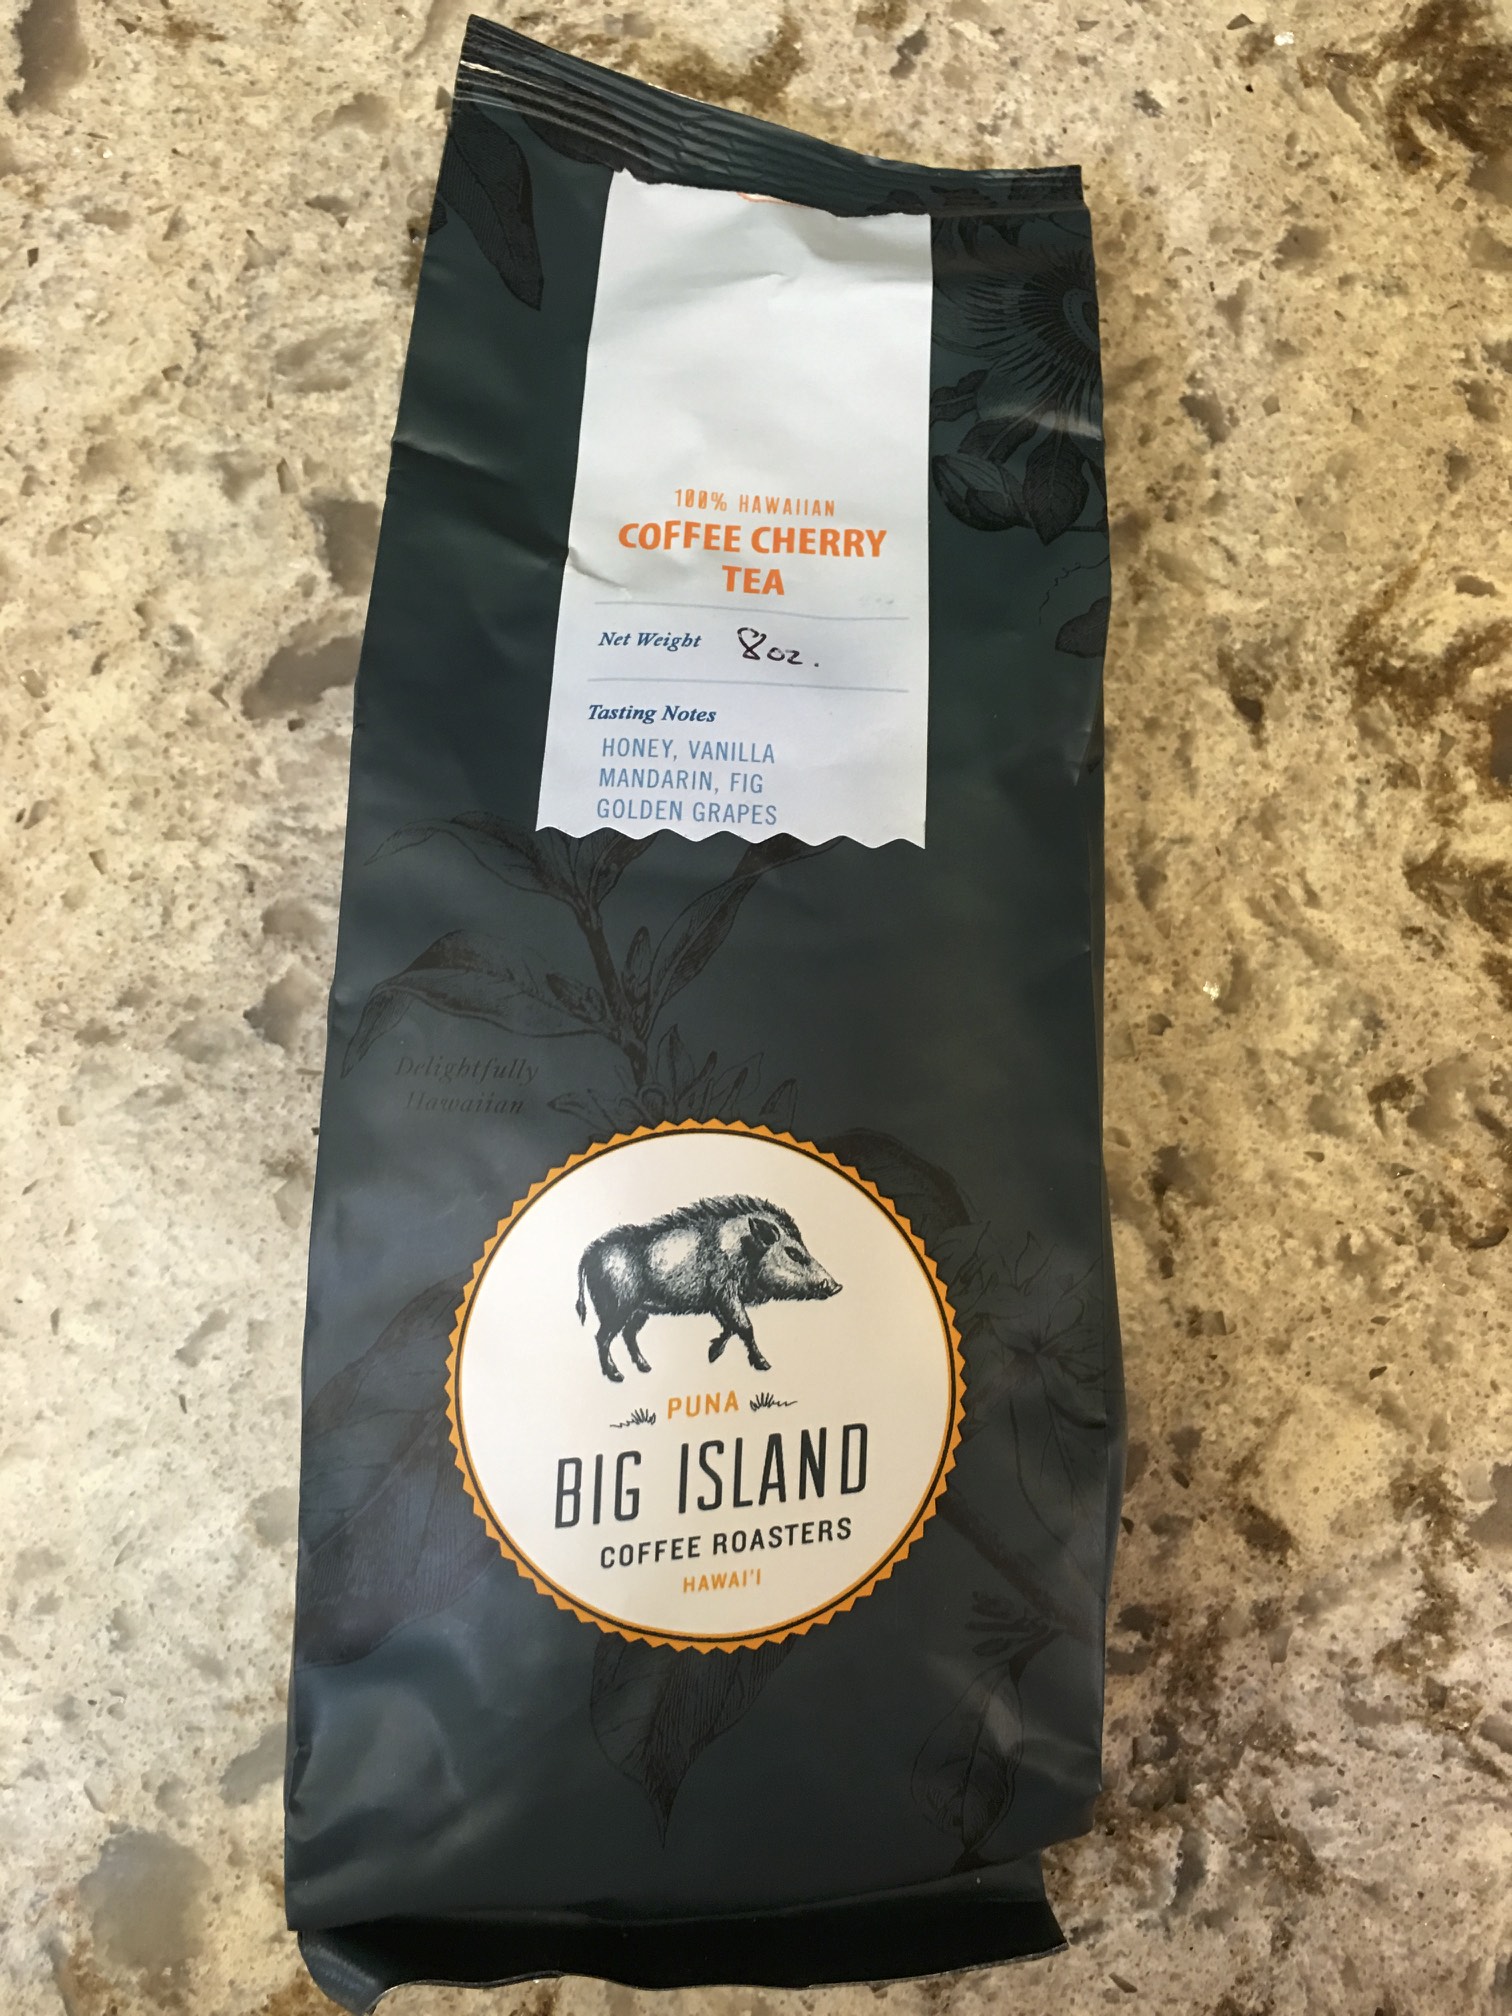 100% HAWAIIAN
COFFEE CHERRY
TEA
Net Weight 8oz.
Tasting Notes
HONEY, VANILLA
MANDARIN, FIG
GOLDEN GRAPES
Delightfully
Hawaiian
PUNA
BIG ISLAND
COFFEE ROASTERS
HAWAI'I